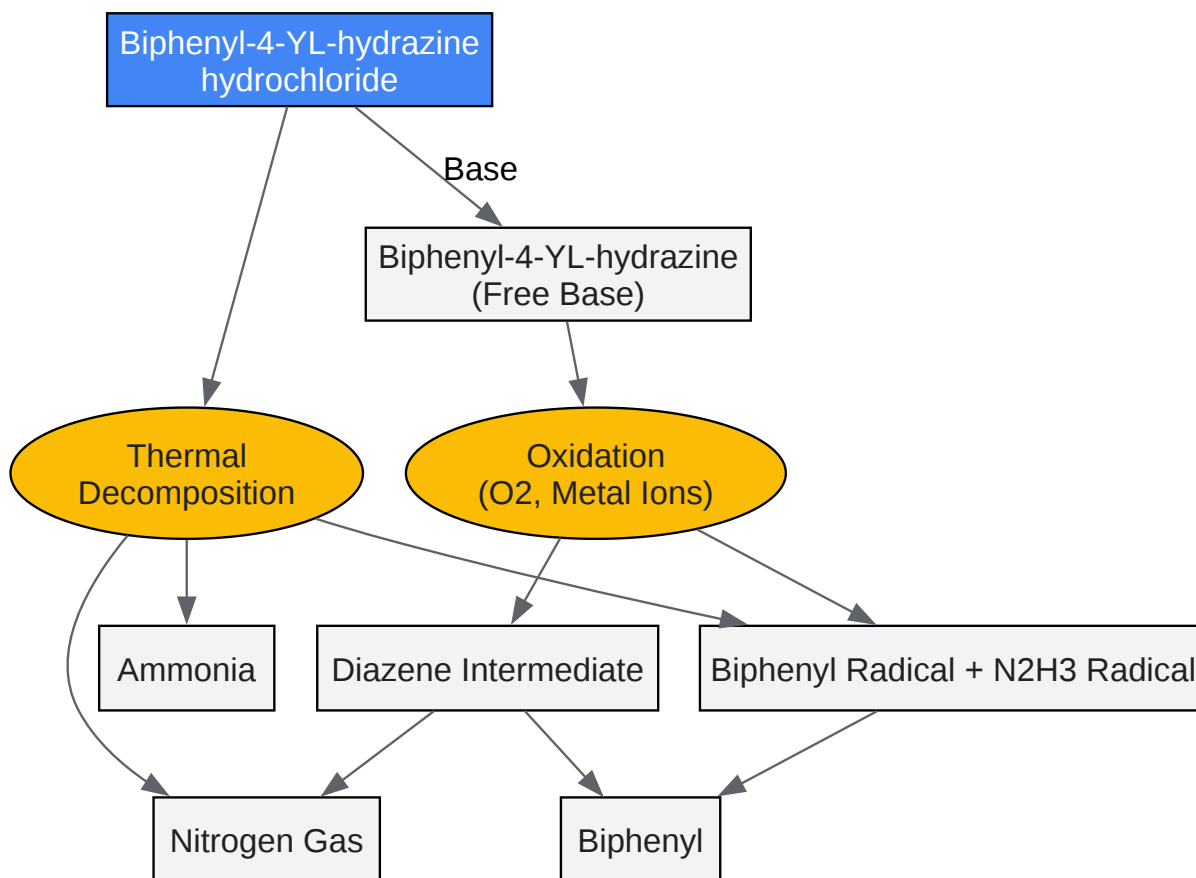 Biphenyl-4-YL-hydrazine
hydrochloride
Base
Biphenyl-4-YL-hydrazine
(Free Base)
Thermal
Decomposition
Oxidation
(O2, Metal Ions)
Ammonia
Diazene Intermediate
Biphenyl Radical + N2H3 Radical
Nitrogen Gas
Biphenyl